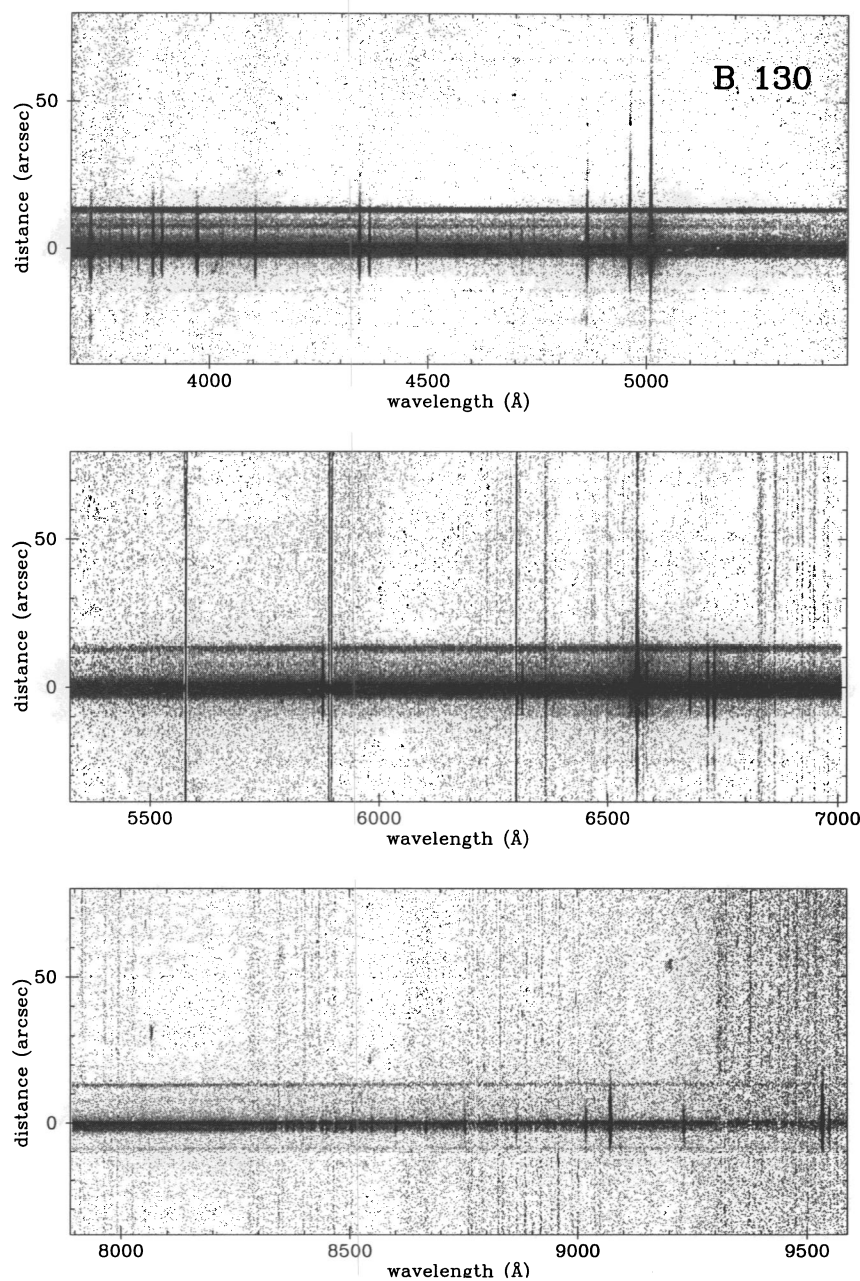 B 130
50
0
distance (arcsec)
4000 4500 5000
wavelength (Å)
50
0
distance (arcsec)
5500 6000 6500 7000
wavelength (Å)
50
0
distance (arcsec)
8000 8500 9000 9500
wavelength (Å)